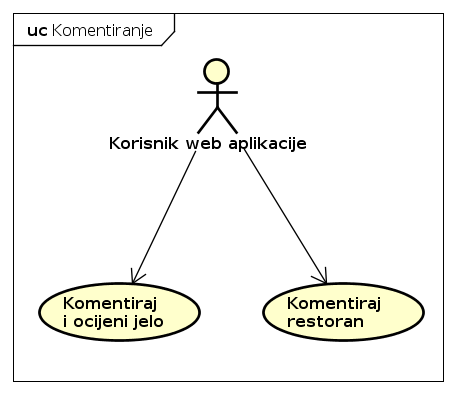 uc Komentiranje
Korisnik web aplikacije
Komentiraj
i ocijeni jelo
Komentiraj
restoran